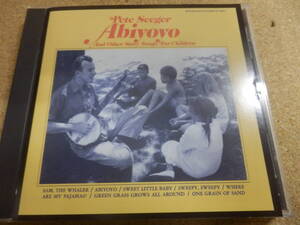 Pete Seeger
Abiyoyo
And Other Story Songs for Children
SAM, THE WHALER / ABIYOYO / SWEET LITTLE BABY / SWEEPY, SWEEPY / WHERE
ARE MY PAJAMAS? / GREEN GRASS GROWS ALL AROUND / ONE GRAIN OF SAND